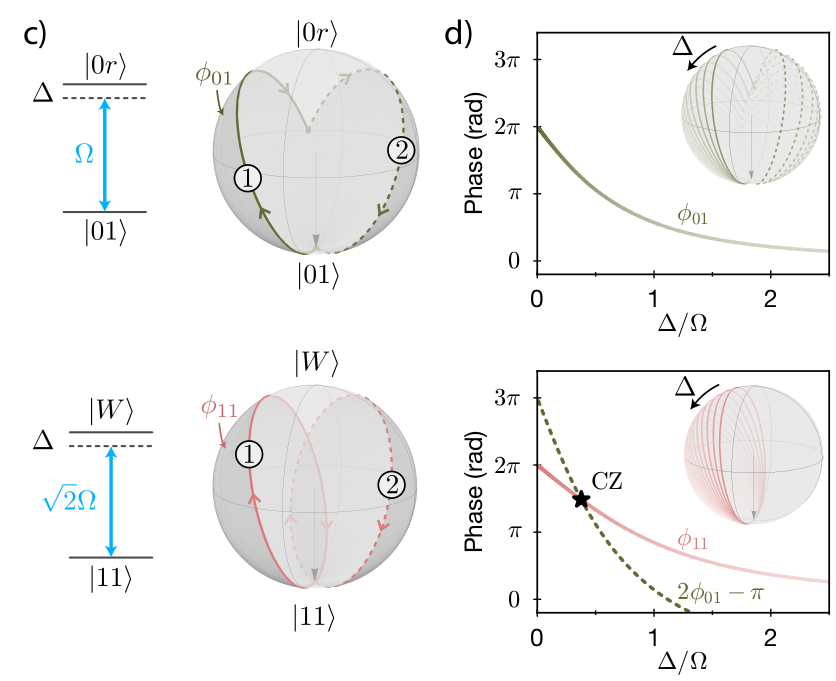 c)
|0r⟩
Δ
Ω
|01⟩
|0r⟩
ϕ₀₁
1
2
|01⟩
d)
Phase (rad)
3π
2π
π
0
Δ
ϕ₀₁
0
1
2
Δ/Ω
|W⟩
Δ
√2Ω
|11⟩
|W⟩
ϕ₁₁
1
2
|11⟩
Phase (rad)
3π
2π
π
0
Δ
CZ
ϕ₁₁
2ϕ₀₁ − π
0
1
2
Δ/Ω